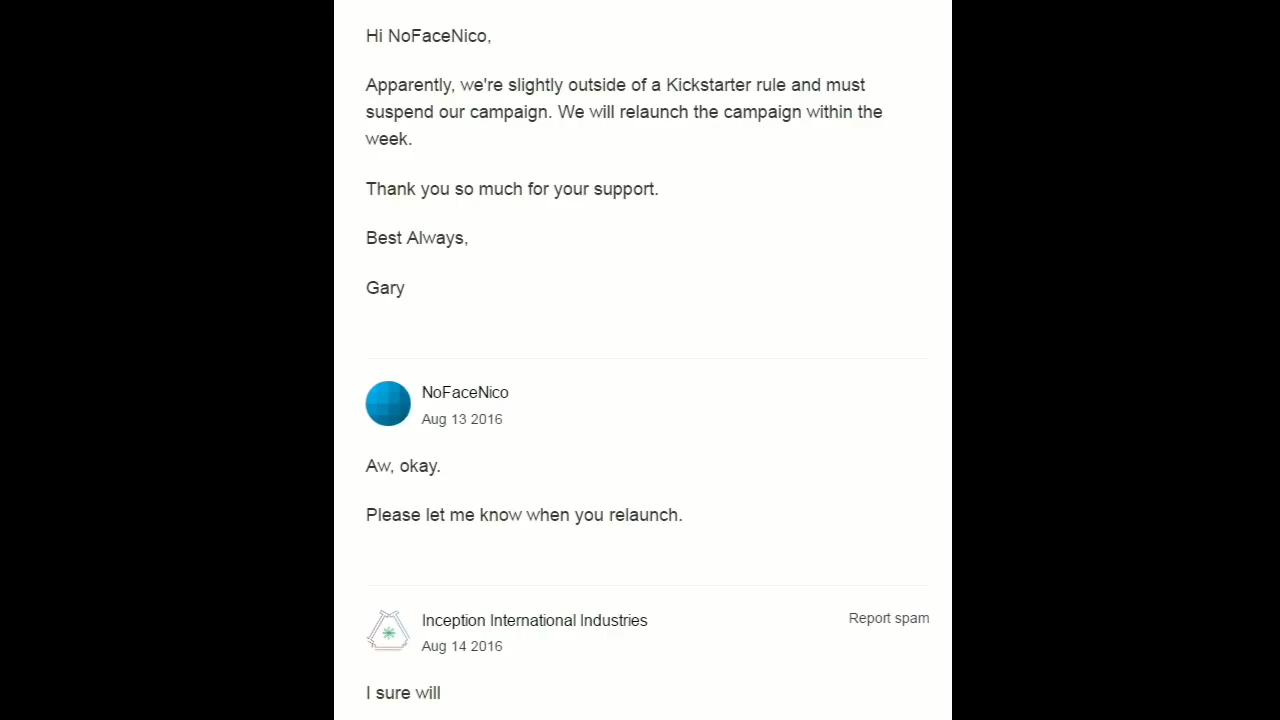 Hi NoFaceNico,
Apparently, we're slightly outside of a Kickstarter rule and must
suspend our campaign. We will relaunch the campaign within the
week.
Thank you so much for your support.
Best Always,
Gary
NoFaceNico
Aug 13 2016
Aw, okay.
Please let me know when you relaunch.
Inception International Industries
Report spam
Aug 14 2016
I sure will